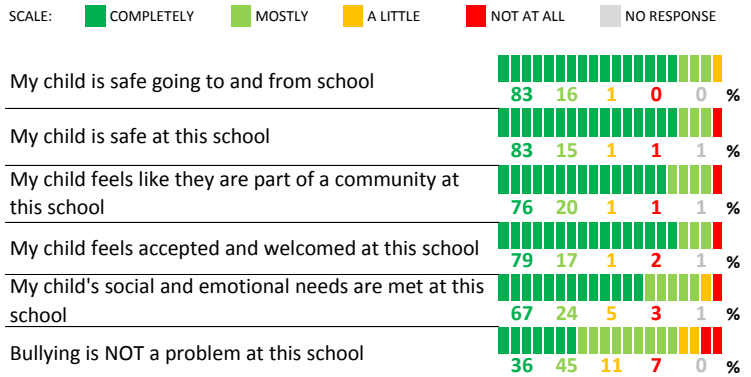 SCALE: COMPLETELY MOSTLY A LITTLE NOT AT ALL NO RESPONSE
My child is safe going to and from school
83 16 1 0 0 %
My child is safe at this school
83 15 1 1 1 %
My child feels like they are part of a community at
this school
76 20 1 1 1 %
My child feels accepted and welcomed at this school
79 17 1 2 1 %
My child's social and emotional needs are met at this
school
67 24 5 3 1 %
Bullying is NOT a problem at this school
36 45 11 7 0 %